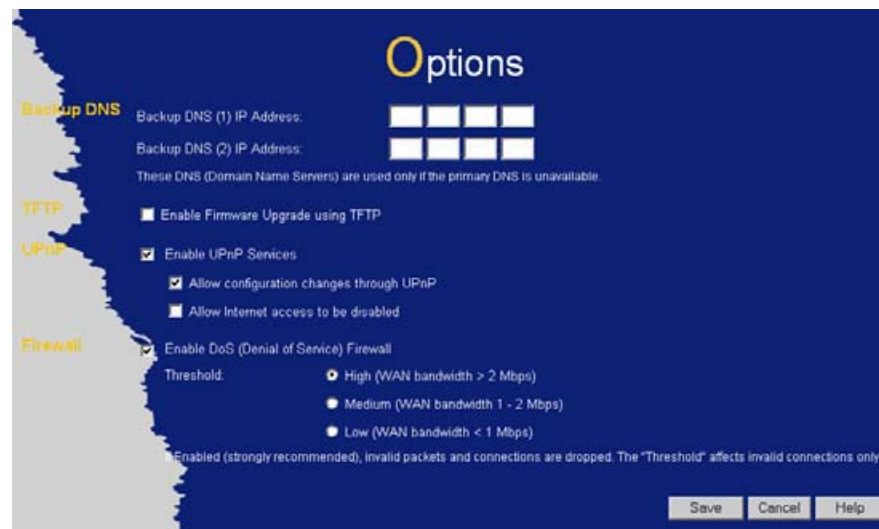 Options
Backup DNS
Backup DNS (1) IP Address:
Backup DNS (2) IP Address:
These DNS (Domain Name Servers) are used only if the primary DNS is unavailable.
TFTP
Enable Firmware Upgrade using TFTP
UPnP
Enable UPnP Services
Allow configuration changes through UPnP
Allow Internet access to be disabled
Firewall
Enable DoS (Denial of Service) Firewall
Threshold:
High (WAN bandwidth > 2 Mbps)
Medium (WAN bandwidth 1 - 2 Mbps)
Low (WAN bandwidth < 1 Mbps)
Enabled (strongly recommended), invalid packets and connections are dropped. The "Threshold" affects invalid connections only
Save Cancel Help